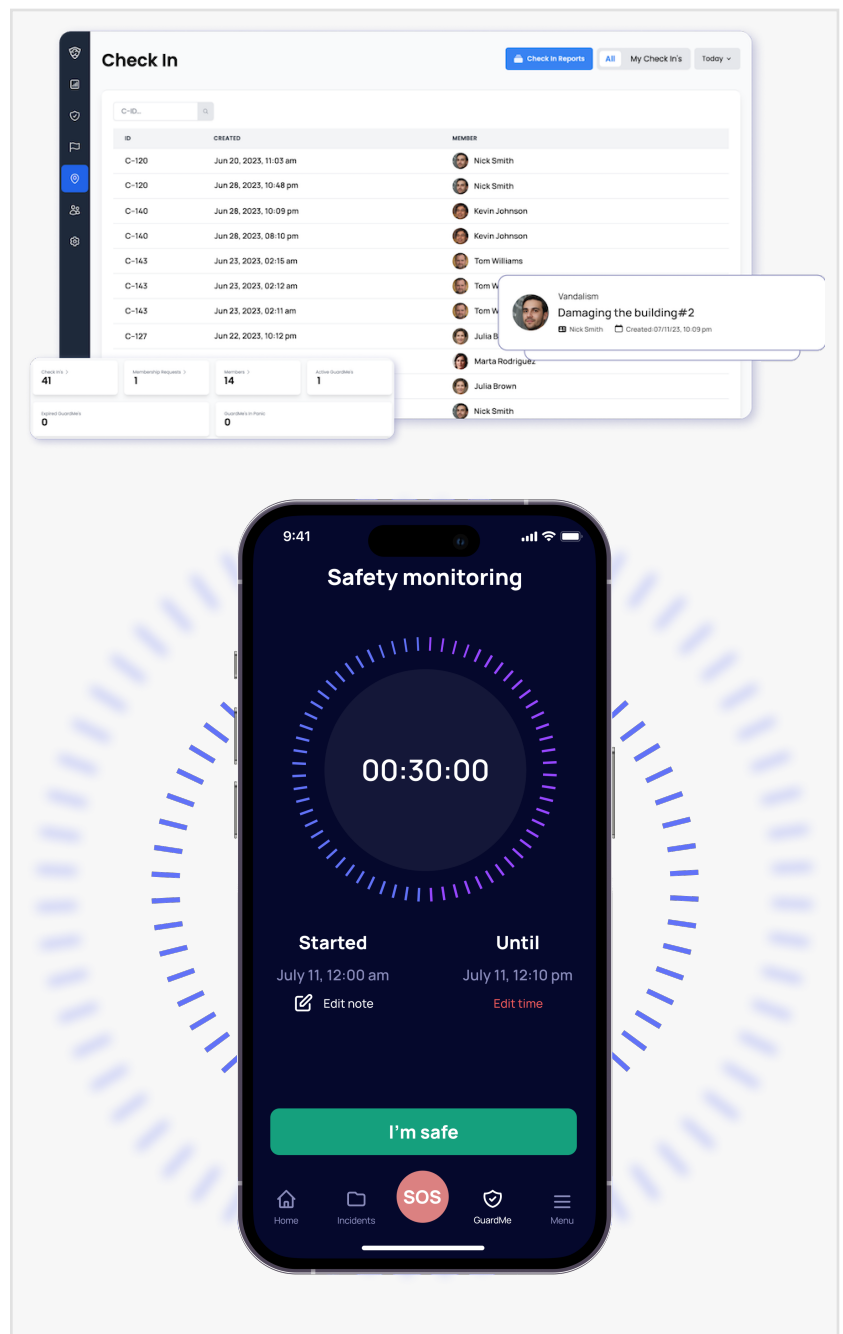 Check In
Check In Reports
All
My Check In's
Today
C-ID...
ID CREATED MEMBER
C-120 Jun 20, 2023, 11:03 am Nick Smith
C-120 Jun 28, 2023, 10:48 pm Nick Smith
C-140 Jun 28, 2023, 10:09 pm Kevin Johnson
C-140 Jun 28, 2023, 08:10 pm Kevin Johnson
C-143 Jun 23, 2023, 02:15 am Tom Williams
C-143 Jun 23, 2023, 02:12 am Tom W
C-143 Jun 23, 2023, 02:11 am Tom W
C-127 Jun 22, 2023, 10:12 pm Julia B
Marta Rodriguez
Julia Brown
Nick Smith
Vandalism
Damaging the building#2
Nick Smith Created:07/11/23, 10:09 pm
Check In's
41
Membership Requests
1
Members
14
Active GuardMe's
1
Expired GuardMe's
0
GuardMe's in Panic
0
9:41
Safety monitoring
00:30:00
Started Until
July 11, 12:00 am July 11, 12:10 pm
Edit note Edit time
I'm safe
SOS
Home Incidents GuardMe Menu